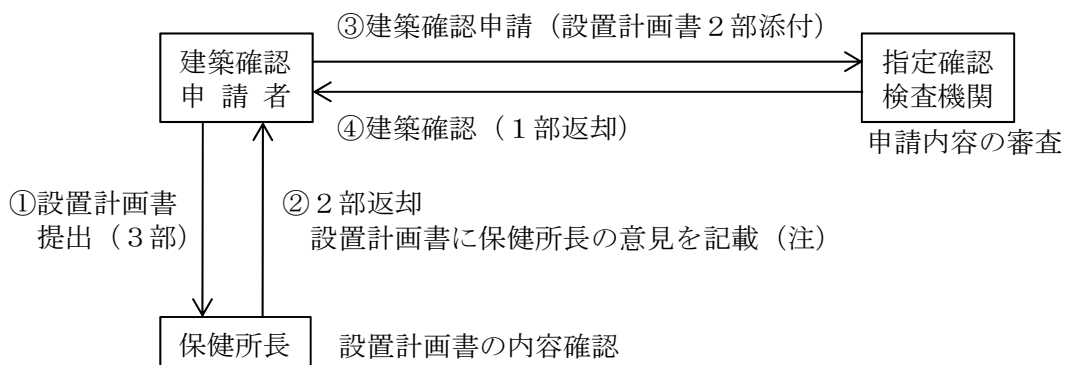 ③建築確認申請（設置計画書２部添付）
建築確認
申 請 者
指定確認
検査機関
④建築確認（１部返却）
申請内容の審査
①設置計画書
提出（３部）
②２部返却
設置計画書に保健所長の意見を記載（注）
保健所長
設置計画書の内容確認